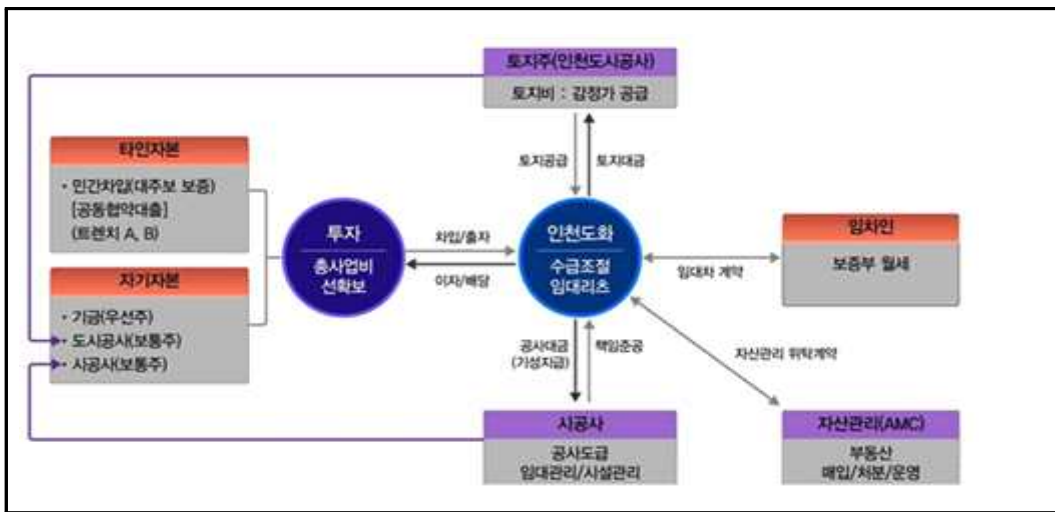 토지주(인천도시공사)
토지비 : 감정가 공급
타인자본
· 민간차입(대주보 보증)
[공동협약대출]
(트렌치 A, B)
자기자본
· 기금(우선주)
· 도시공사(보통주)
· 시공사(보통주)
투자
총사업비
선확보
차입/출자
이자/배당
토지공급
토지대금
인천도화
수급조절
임대리츠
임대차 계약
임차인
보증부 월세
공사대금
(기성지급)
책임준공
자산관리 위탁계약
시공사
공사도급
임대관리/시설관리
자산관리(AMC)
부동산
매입/처분/운영